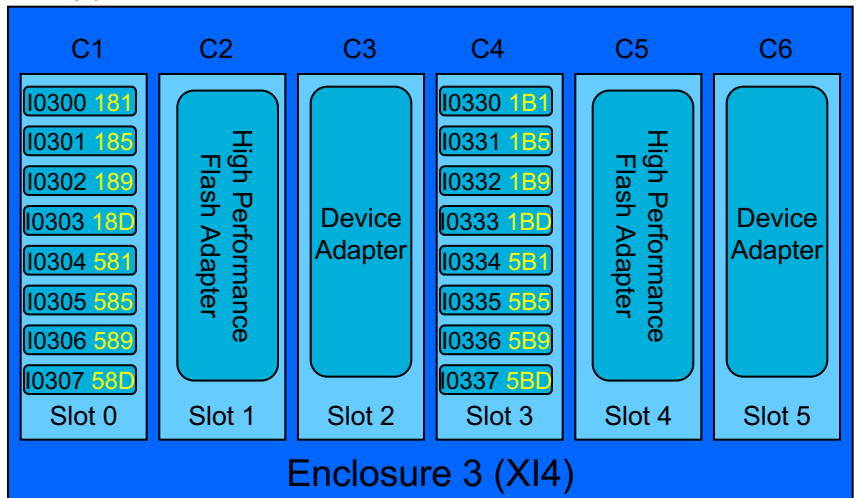 C1 C2 C3 C4 C5 C6
I0300 181
I0301 185
I0302 189
I0303 18D
I0304 581
I0305 585
I0306 589
I0307 58D
Slot 0
High Performance
Flash Adapter
Slot 1
Device
Adapter
Slot 2
I0330 1B1
I0331 1B5
I0332 1B9
I0333 1BD
I0334 5B1
I0335 5B5
I0336 5B9
I0337 5BD
Slot 3
High Performance
Flash Adapter
Slot 4
Device
Adapter
Slot 5
Enclosure 3 (XI4)